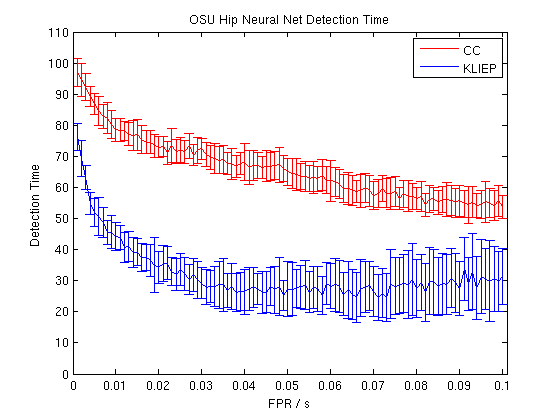 OSU Hip Neural Net Detection Time
110
100
90
80
70
60
50
40
30
20
10
0
Detection Time
CC
KLIEP
0 0.01 0.02 0.03 0.04 0.05 0.06 0.07 0.08 0.09 0.1
FPR / s